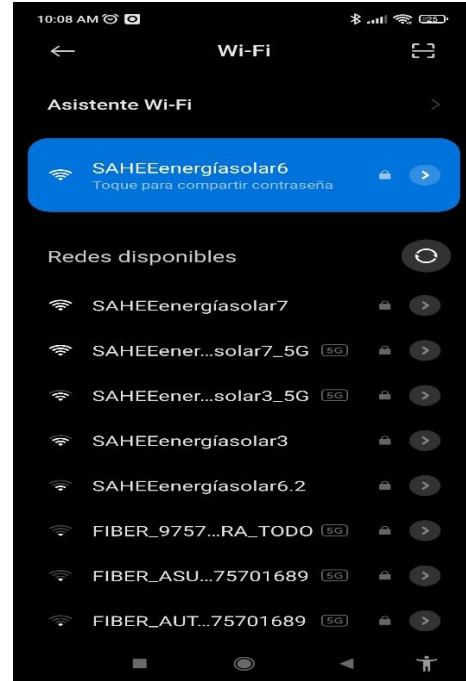 10:08 AM 25
Wi-Fi
Asistente Wi-Fi
SAHEEenergíasolar6
Toque para compartir contraseña
Redes disponibles
SAHEEenergíasolar7
SAHEEener...solar7_5G 5G
SAHEEener...solar3_5G 5G
SAHEEenergíasolar3
SAHEEenergíasolar6.2
FIBER_9757...RA_TODO 5G
FIBER_ASU...75701689 5G
FIBER_AUT...75701689 5G